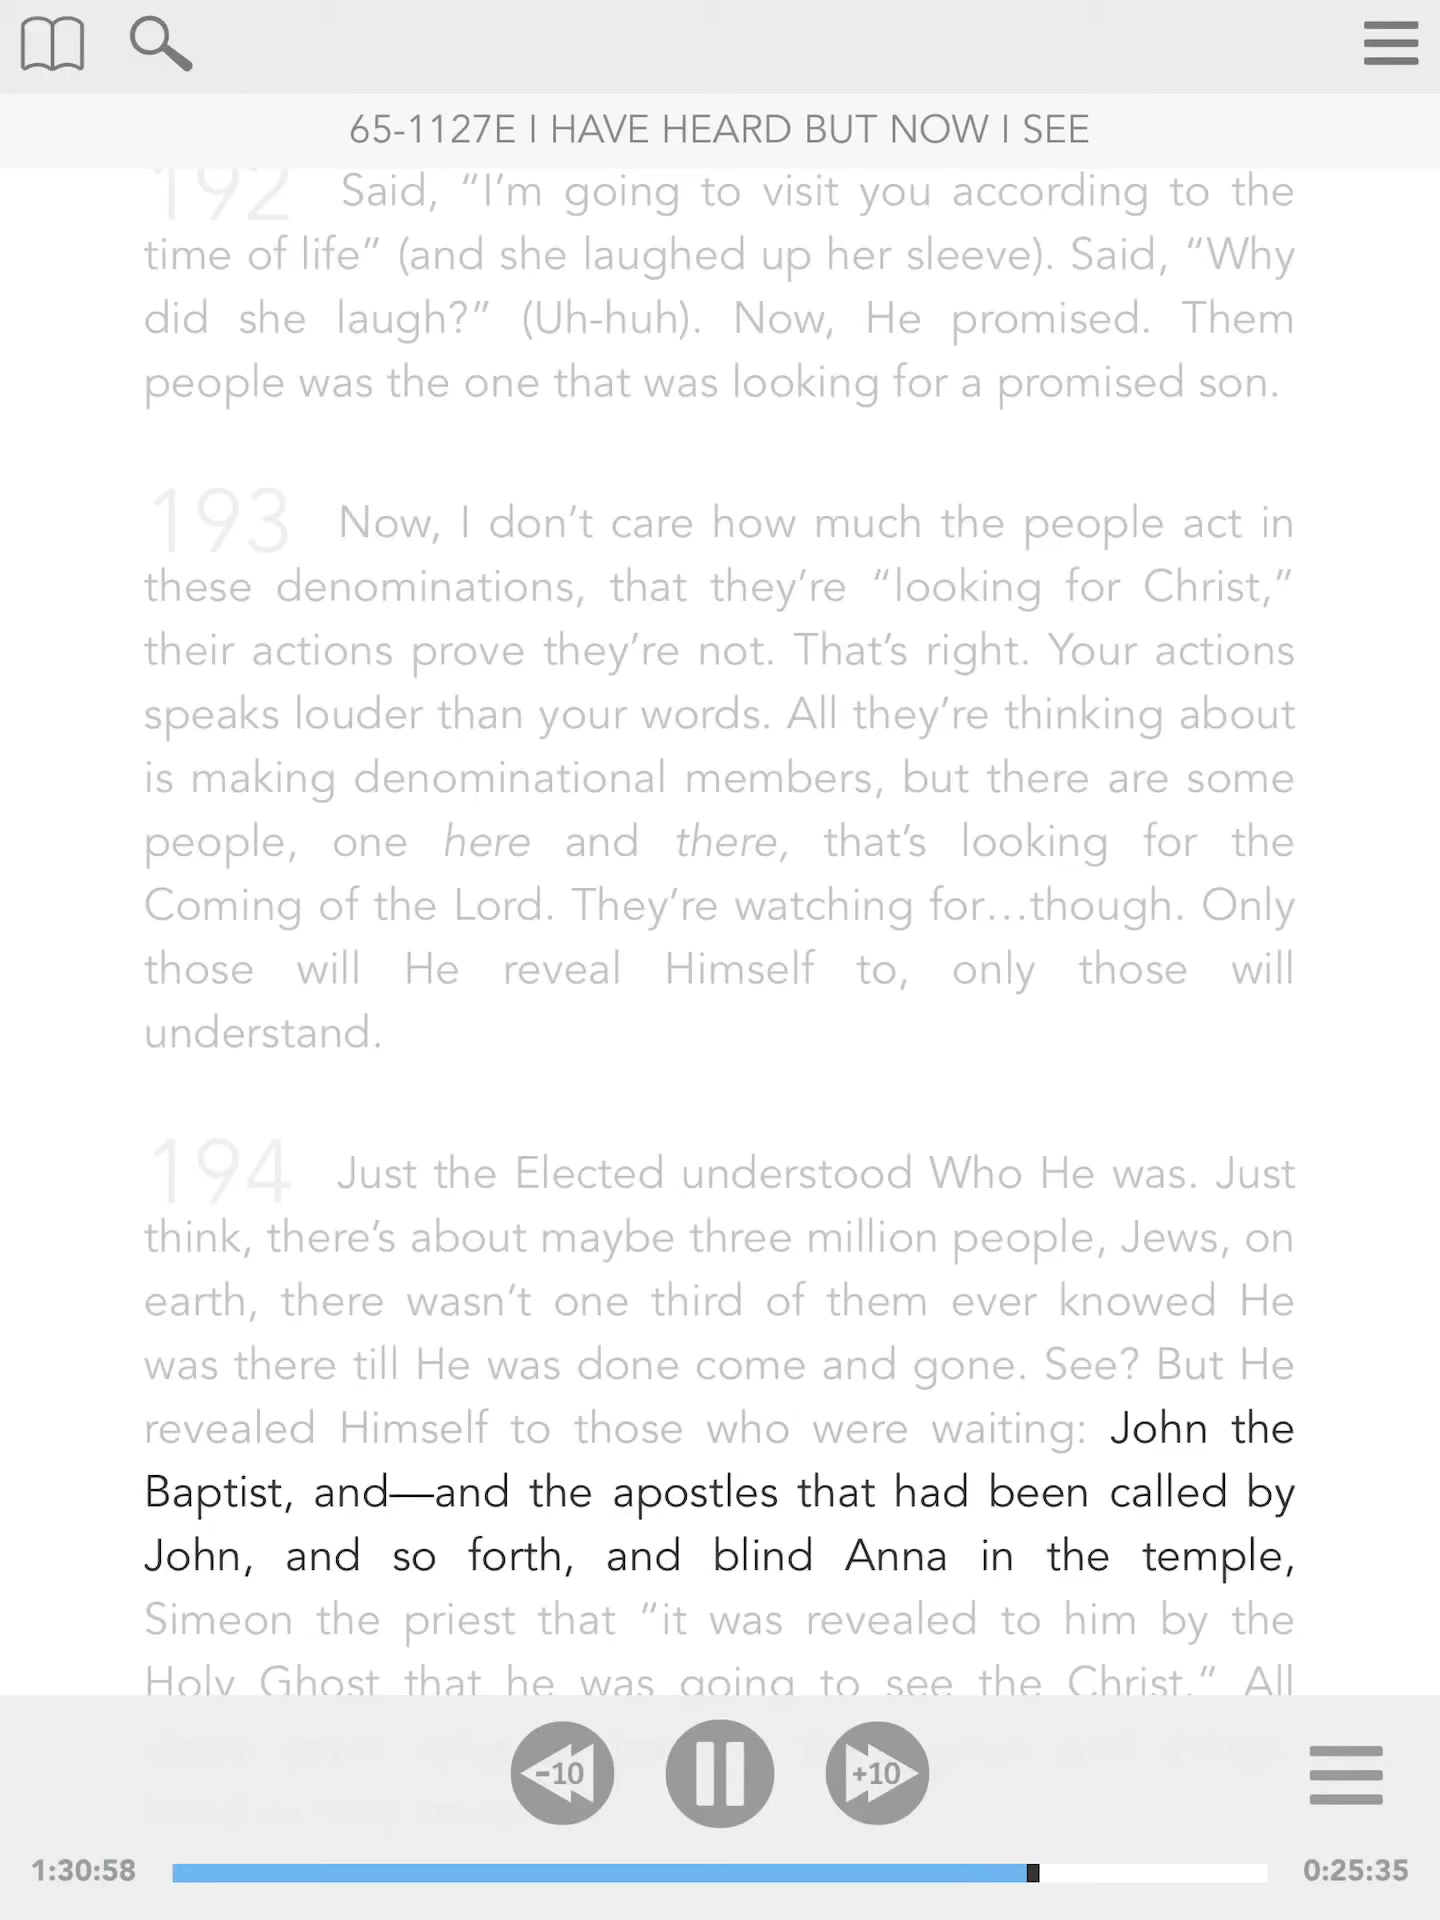 65-1127E I HAVE HEARD BUT NOW I SEE
192 Said, “I’m going to visit you according to the
time of life” (and she laughed up her sleeve). Said, “Why
did she laugh?” (Uh-huh). Now, He promised. Them
people was the one that was looking for a promised son.
193 Now, I don’t care how much the people act in
these denominations, that they’re “looking for Christ,”
their actions prove they’re not. That’s right. Your actions
speaks louder than your words. All they’re thinking about
is making denominational members, but there are some
people, one here and there, that’s looking for the
Coming of the Lord. They’re watching for…though. Only
those will He reveal Himself to, only those will
understand.
194 Just the Elected understood Who He was. Just
think, there’s about maybe three million people, Jews, on
earth, there wasn’t one third of them ever knowed He
was there till He was done come and gone. See? But He
revealed Himself to those who were waiting: John the
Baptist, and—and the apostles that had been called by
John, and so forth, and blind Anna in the temple,
Simeon the priest that “it was revealed to him by the
Holy Ghost that he was going to see the Christ.” All
-10 +10
1:30:58 0:25:35